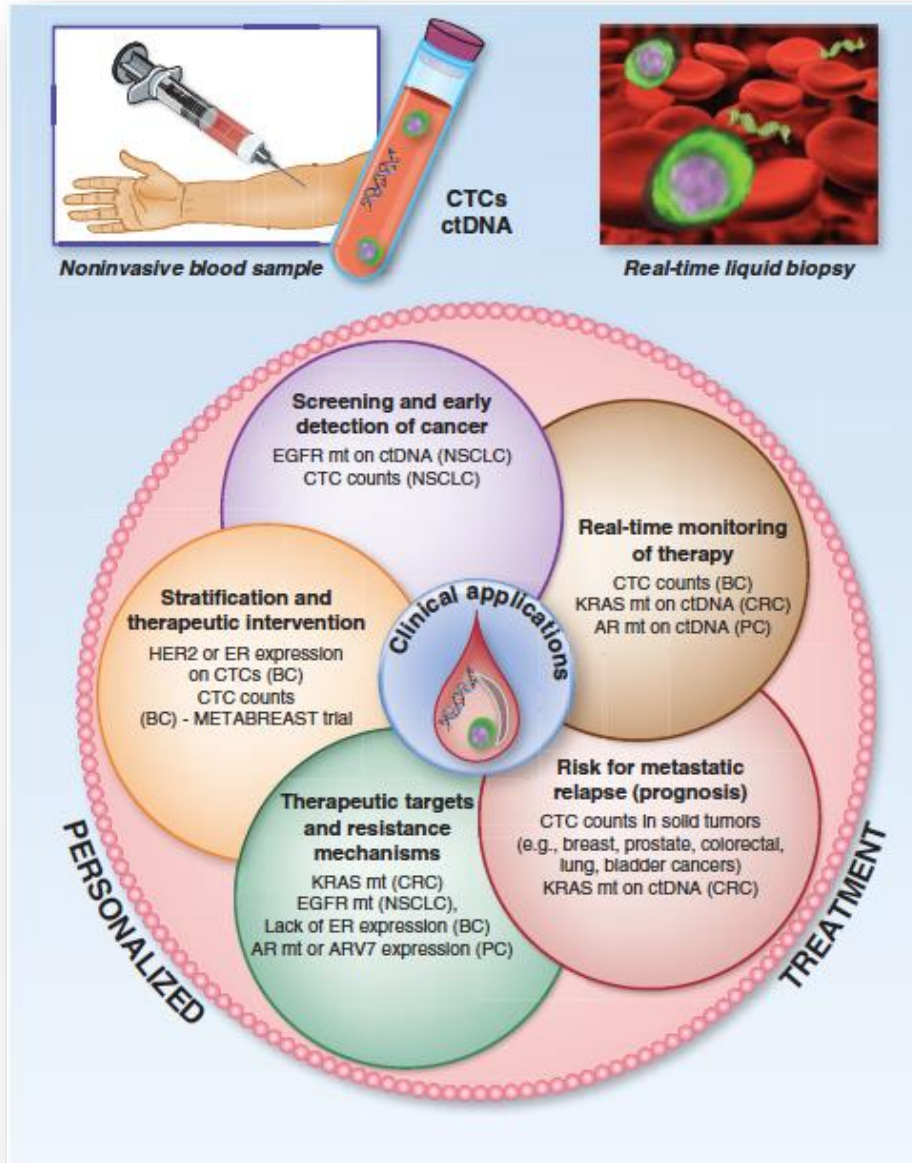 CTCs
ctDNA
Noninvasive blood sample
Real-time liquid biopsy
Screening and early
detection of cancer
EGFR mt on ctDNA (NSCLC)
CTC counts (NSCLC)
Real-time monitoring
of therapy
CTC counts (BC)
KRAS mt on ctDNA (CRC)
AR mt on ctDNA (PC)
Stratification and
therapeutic intervention
HER2 or ER expression
on CTCs (BC)
CTC counts
(BC) - METABREAST trial
Clinical applications
Risk for metastatic
relapse (prognosis)
CTC counts in solid tumors
(e.g., breast, prostate, colorectal,
lung, bladder cancers)
KRAS mt on ctDNA (CRC)
Therapeutic targets
and resistance
mechanisms
KRAS mt (CRC)
EGFR mt (NSCLC),
Lack of ER expression (BC)
AR mt or ARV7 expression (PC)
PERSONALIZED
TREATMENT